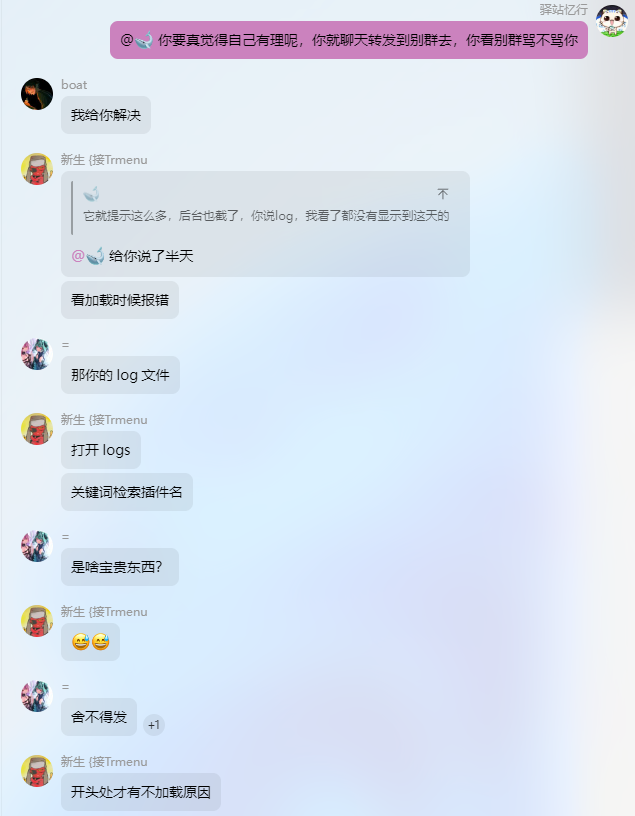 驿站忆行
@🐳 你要真觉得自己有理呢，你就聊天转发到别群去，你看别群骂不骂你
boat
我给你解决
新生 {接Trmenu
它就提示这么多，后台也截了，你说log，我看了都没有显示到这天的
@🐳 给你说了半天
看加载时候报错
=
那你的 log 文件
新生 {接Trmenu
打开 logs
关键词检索插件名
=
是啥宝贵东西？
新生 {接Trmenu
😅😅
=
舍不得发
+1
新生 {接Trmenu
开头处才有不加载原因